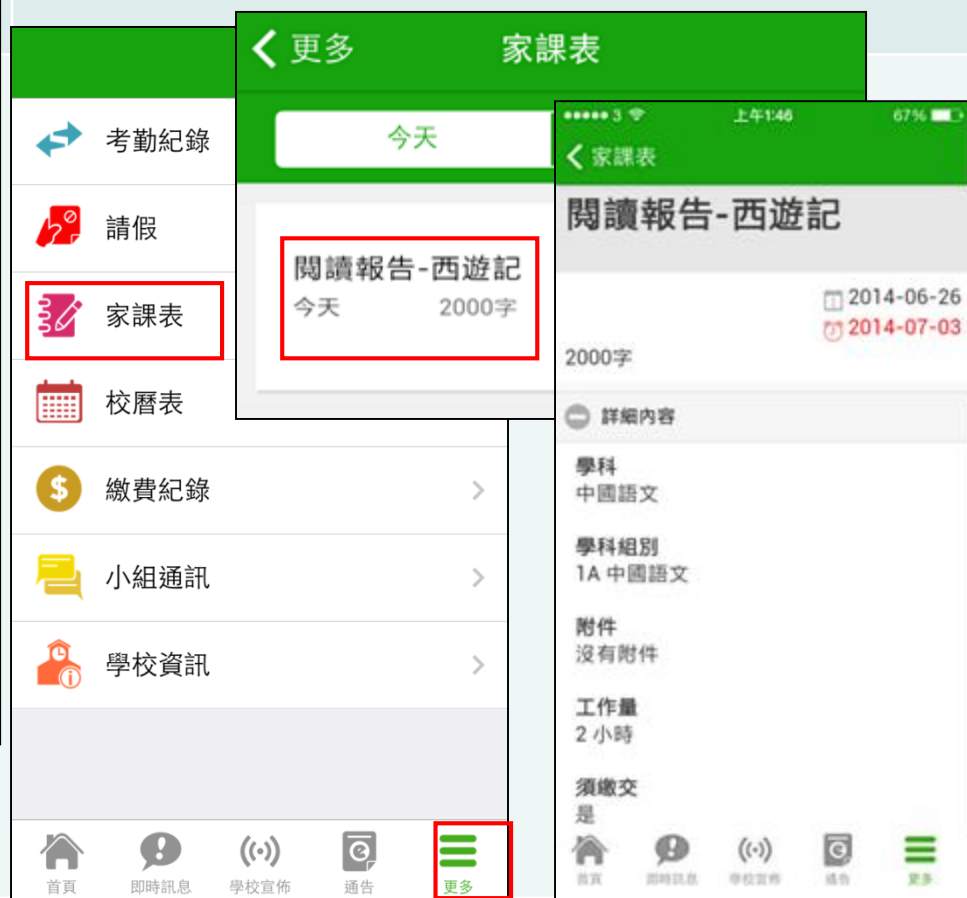 考勤紀錄
請假
家課表
校曆表
繳費紀錄
小組通訊
學校資訊
首頁
即時訊息
學校宣佈
通告
更多
更多
家課表
今天
閱讀報告-西遊記
今天
2000字
3
上午1:46
67%
家課表
閱讀報告-西遊記
2014-06-26
2014-07-03
2000字
詳細內容
學科
中國語文
學科組別
1A 中國語文
附件
沒有附件
工作量
2 小時
須繳交
是
首頁
即時訊息
學校宣佈
通告
更多